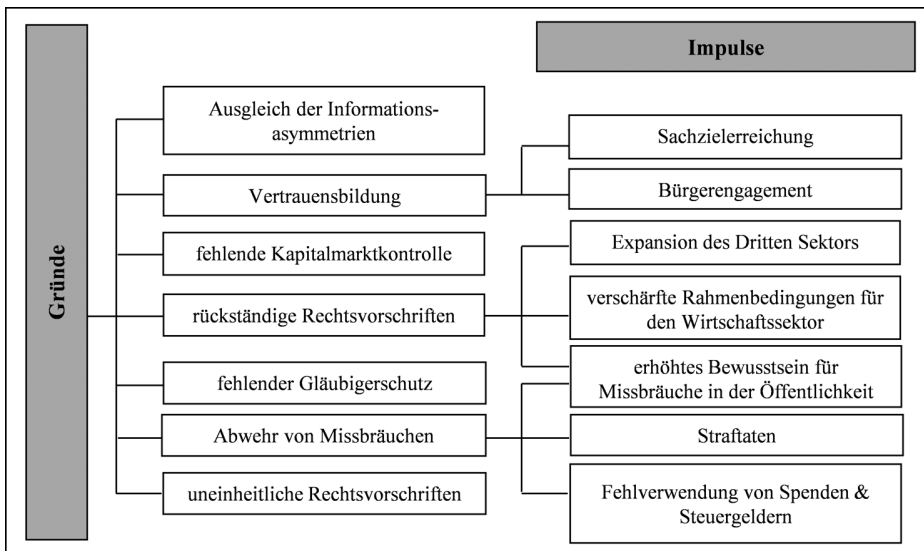 Gründe
Impulse
Ausgleich der Informations-
asymmetrien
Vertrauensbildung
fehlende Kapitalmarktkontrolle
rückständige Rechtsvorschriften
fehlender Gläubigerschutz
Abwehr von Missbräuchen
uneinheitliche Rechtsvorschriften
Sachzielerreichung
Bürgerengagement
Expansion des Dritten Sektors
verschärfte Rahmenbedingungen für
den Wirtschaftssektor
erhöhtes Bewusstsein für
Missbräuche in der Öffentlichkeit
Straftaten
Fehlverwendung von Spenden &
Steuergeldern